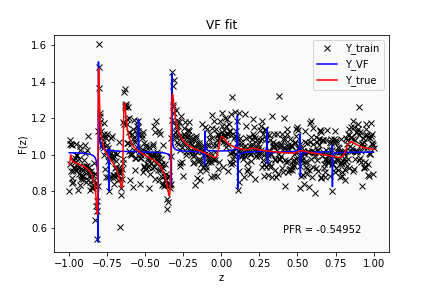 VF fit
1.6
1.4
1.2
1.0
0.8
0.6
F(z)
Y_train
Y_VF
Y_true
PFR = -0.54952
−1.00 −0.75 −0.50 −0.25 0.00 0.25 0.50 0.75 1.00
z